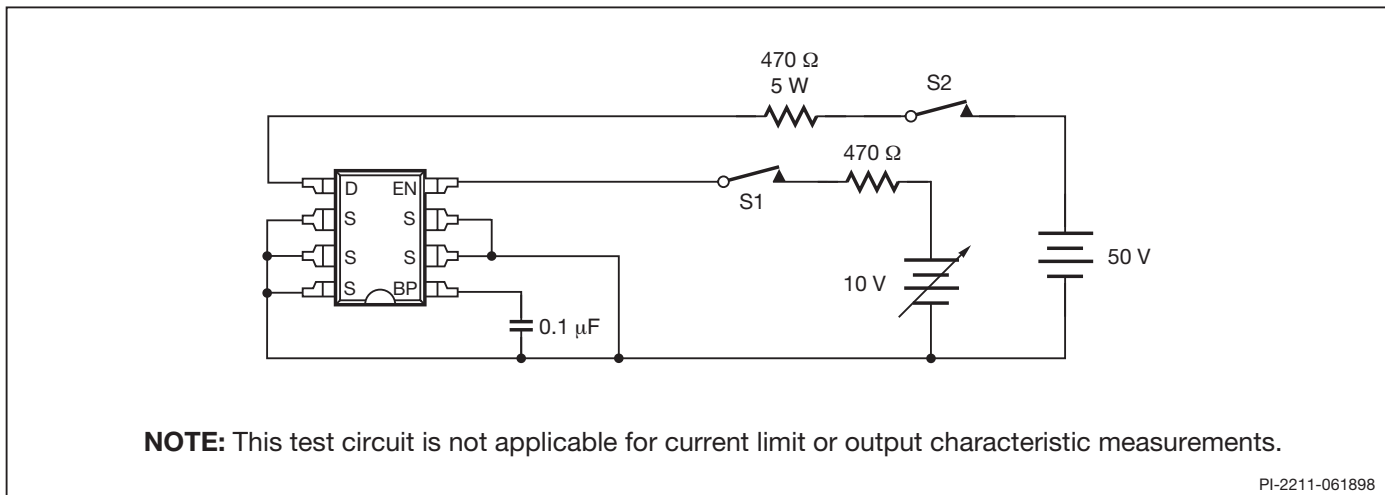 470 Ω
5 W
S2
470 Ω
S1
D EN
S S
S S
S BP
50 V
10 V
0.1 µF
NOTE: This test circuit is not applicable for current limit or output characteristic measurements.
PI-2211-061898